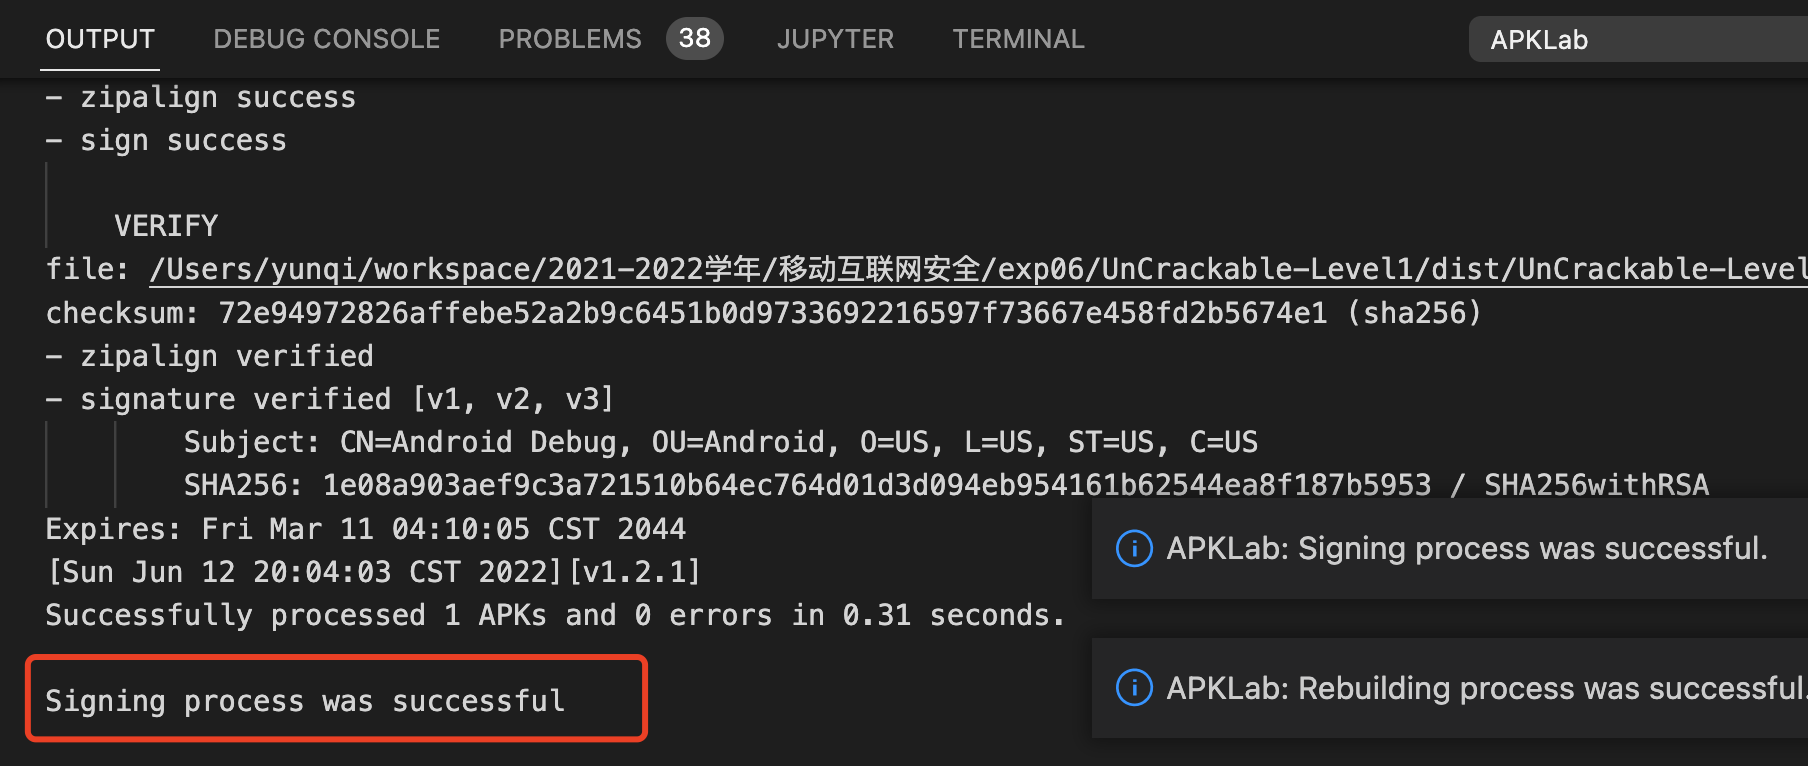 OUTPUT DEBUG CONSOLE PROBLEMS 38 JUPYTER TERMINAL APKLab
– zipalign success
– sign success
VERIFY
file: /Users/yunqi/workspace/2021–2022学年/移动互联网安全/exp06/UnCrackable–Level1/dist/UnCrackable–Level
checksum: 72e94972826affebe52a2b9c6451b0d9733692216597f73667e458fd2b5674e1 (sha256)
– zipalign verified
– signature verified [v1, v2, v3]
Subject: CN=Android Debug, OU=Android, O=US, L=US, ST=US, C=US
SHA256: 1e08a903aef9c3a721510b64ec764d01d3d094eb954161b62544ea8f187b5953 / SHA256withRSA
Expires: Fri Mar 11 04:10:05 CST 2044
[Sun Jun 12 20:04:03 CST 2022][v1.2.1]
Successfully processed 1 APKs and 0 errors in 0.31 seconds.
Signing process was successful
APKLab: Signing process was successful.
APKLab: Rebuilding process was successful.